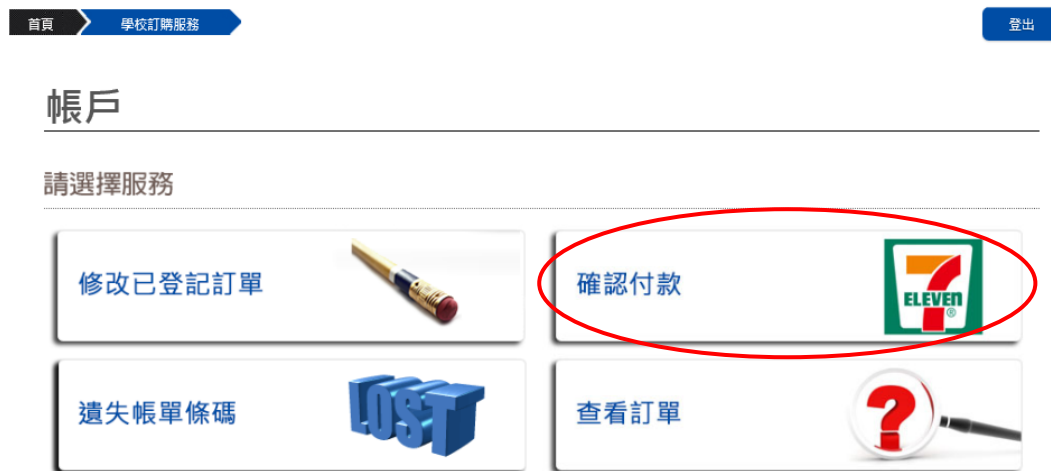 首頁
學校訂購服務
登出
帳戶
請選擇服務
修改已登記訂單
確認付款
7
ELEVEn
®
遺失帳單條碼
LOST
查看訂單
?